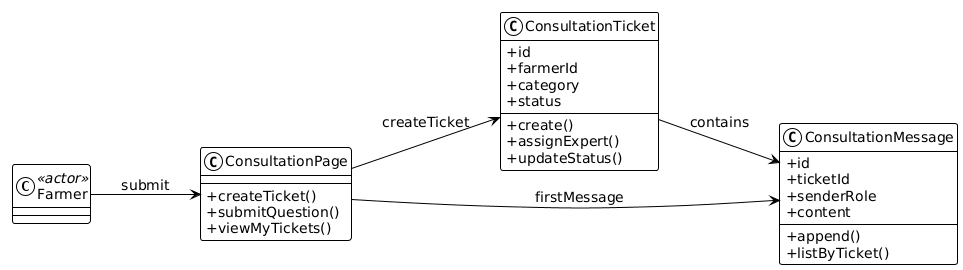 C «actor»
Farmer
submit
C ConsultationPage
+createTicket()
+submitQuestion()
+viewMyTickets()
createTicket
firstMessage
C ConsultationTicket
+id
+farmerId
+category
+status
+create()
+assignExpert()
+updateStatus()
contains
C ConsultationMessage
+id
+ticketId
+senderRole
+content
+append()
+listByTicket()